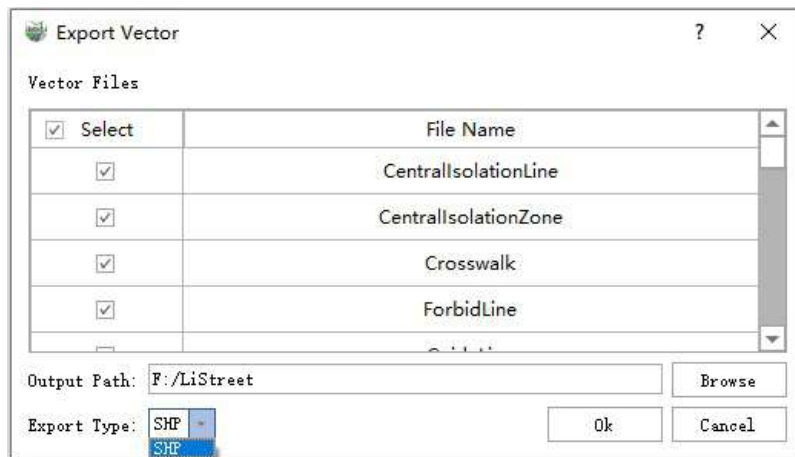 Export Vector
Vector Files
Select File Name
CentralIsolationLine
CentralIsolationZone
Crosswalk
ForbidLine
Output Path: F:/LiStreet Browse
Export Type: SHP Ok Cancel
SHP